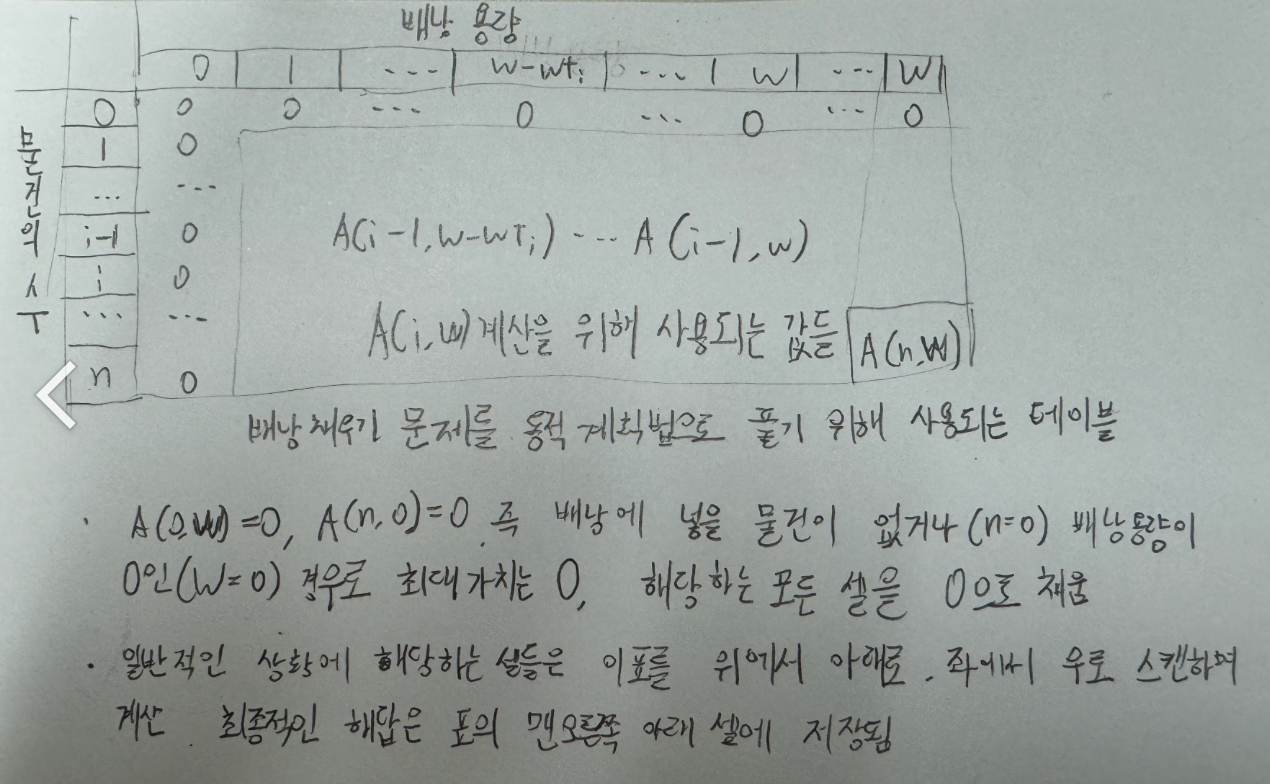 배낭 용량
0 1 --- w-wti ... w ... W
0 0 0 ... 0 ... 0 ... 0
1 0
... ---
i-1 0 A(i-1, w-wti) ... A(i-1, w)
i 0
... --- A(i, w) 계산을 위해 사용되는 값들 A(n, W)
n 0
물건의 수
배낭 채우기 문제를 동적 계획법으로 풀기 위해 사용되는 테이블
· A(0, W)=0, A(n, 0)=0 즉 배낭에 넣을 물건이 없거나 (n=0) 배낭용량이
0인(W=0) 경우로 최대가치는 0, 해당하는 모든 셀을 0으로 채움
· 일반적인 상황에 해당하는 셀들은 이표를 위에서 아래로, 좌에서 우로 스캔하며
계산. 최종적인 해답은 표의 맨오른쪽 아래 셀에 저장됨